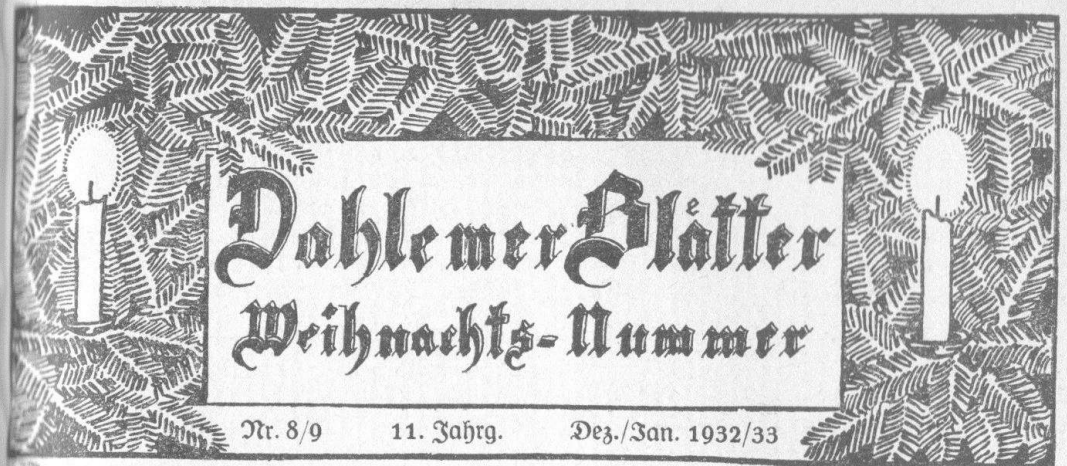 Dahlemer Blätter
Weihnachts-Nummer
Nr. 8/9 11. Jahrg. Dez./Jan. 1932/33